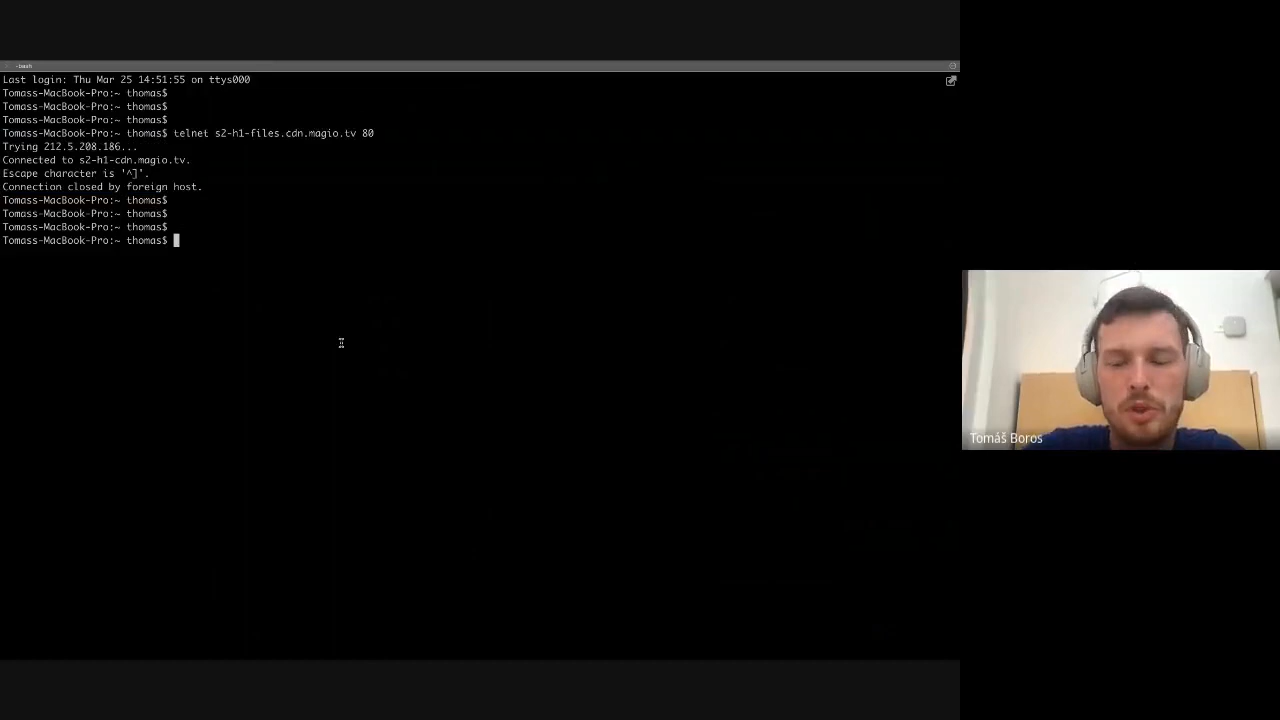 -bash
Last login: Thu Mar 25 14:51:55 on ttys000
Tomass-MacBook-Pro:~ thomas$
Tomass-MacBook-Pro:~ thomas$
Tomass-MacBook-Pro:~ thomas$
Tomass-MacBook-Pro:~ thomas$ telnet s2-h1-files.cdn.magio.tv 80
Trying 212.5.208.186...
Connected to s2-h1-cdn.magio.tv.
Escape character is '^]'.
Connection closed by foreign host.
Tomass-MacBook-Pro:~ thomas$
Tomass-MacBook-Pro:~ thomas$
Tomass-MacBook-Pro:~ thomas$
Tomass-MacBook-Pro:~ thomas$
Tomáš Boros